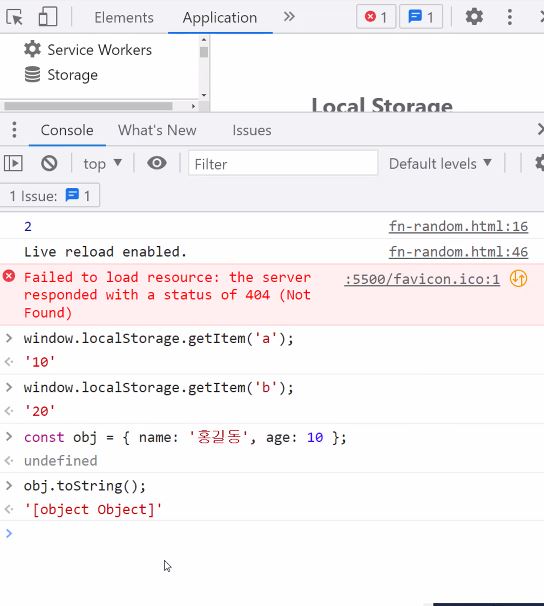 Elements Application 1 1
Service Workers
Storage
Local Storage
Console What's New Issues
top Filter Default levels
1 Issue: 1
2 fn-random.html:16
Live reload enabled. fn-random.html:46
Failed to load resource: the server :5500/favicon.ico:1
responded with a status of 404 (Not
Found)
window.localStorage.getItem('a');
'10'
window.localStorage.getItem('b');
'20'
const obj = { name: '홍길동', age: 10 };
undefined
obj.toString();
'[object Object]'